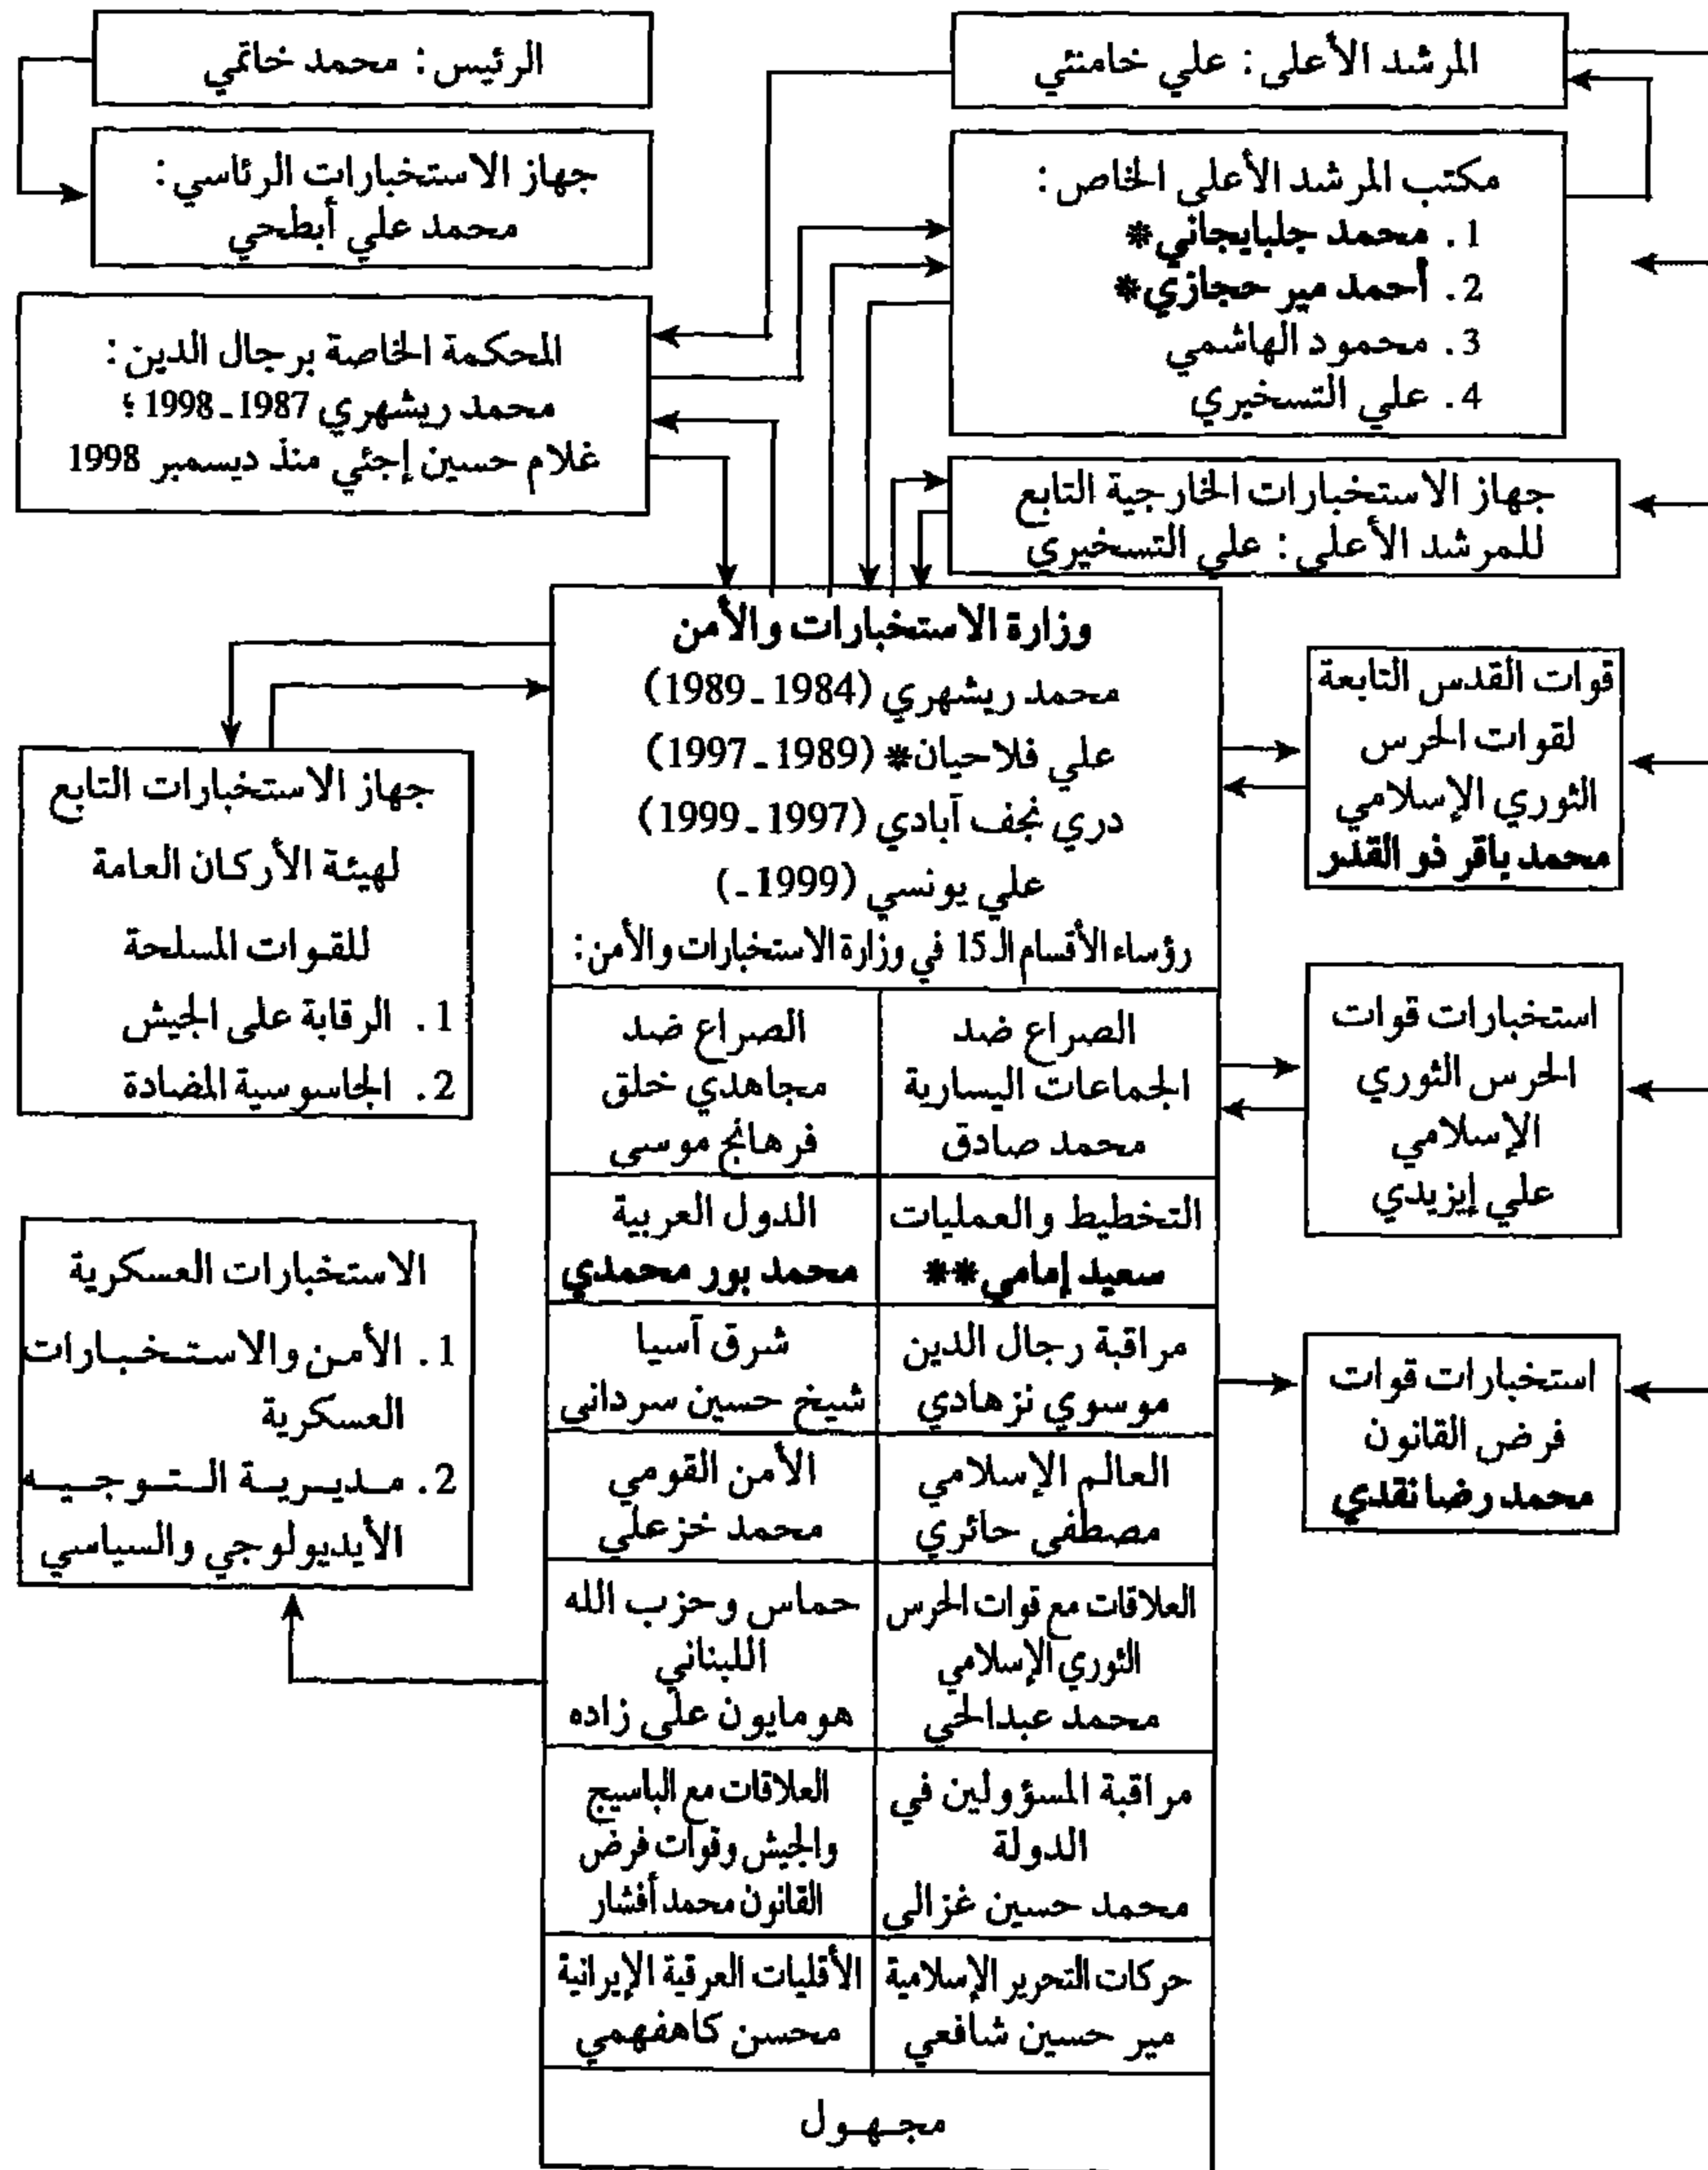 المرشد الأعلى: علي خامنئي
الرئيس: محمد خاتمي
مكتب المرشد الأعلى الخاص:
1. محمد جلبايجاني*
2. أحمد مير حجازي*
3. محمود الهاشمي
4. علي التسخيري
جهاز الاستخبارات الرئاسي:
محمد علي أبطحي
المحكمة الخاصة برجال الدين:
محمد ريشهري 1987-1998؛
غلام حسين إجئي منذ ديسمبر 1998
جهاز الاستخبارات الخارجية التابع
للمرشد الأعلى: علي التسخيري
وزارة الاستخبارات والأمن
محمد ريشهري (1984-1989)
علي فلاحيان* (1989-1997)
دري نجف آبادي (1997-1999)
علي يونسي (1999-)
رؤساء الأقسام الـ15 في وزارة الاستخبارات والأمن:
الصراع ضد
الجماعات اليسارية
محمد صادق
الصراع ضد
مجاهدي خلق
فرهانج موسى
التخطيط والعمليات
سعيد إمامي**
الدول العربية
محمد بور محمدي
مراقبة رجال الدين
موسوي نزهادي
شرق آسيا
شيخ حسين سرداني
العالم الإسلامي
مصطفى حائري
الأمن القومي
محمد خزعلي
العلاقات مع قوات الحرس
الثوري الإسلامي
محمد عبدالحي
حماس وحزب الله
اللبناني
هومايون علي زاده
مراقبة المسؤولين في
الدولة
محمد حسين غزالي
العلاقات مع الباسيج
والجيش وقوات فرض
القانون محمد أفشار
حركات التحرير الإسلامية
مير حسين شافعي
الأقليات العرقية الإيرانية
محسن كاهفهمي
مجهول
قوات القدس التابعة
لقوات الحرس
الثوري الإسلامي
محمد باقر ذو القدر
استخبارات قوات
الحرس الثوري
الإسلامي
علي إيزيدي
استخبارات قوات
فرض القانون
محمد رضا نقدي
جهاز الاستخبارات التابع
لهيئة الأركان العامة
للقوات المسلحة
1. الرقابة على الجيش
2. الجاسوسية المضادة
الاستخبارات العسكرية
1. الأمن والاستخبارات
العسكرية
2. مديرية التوجيه
الأيديولوجي والسياسي